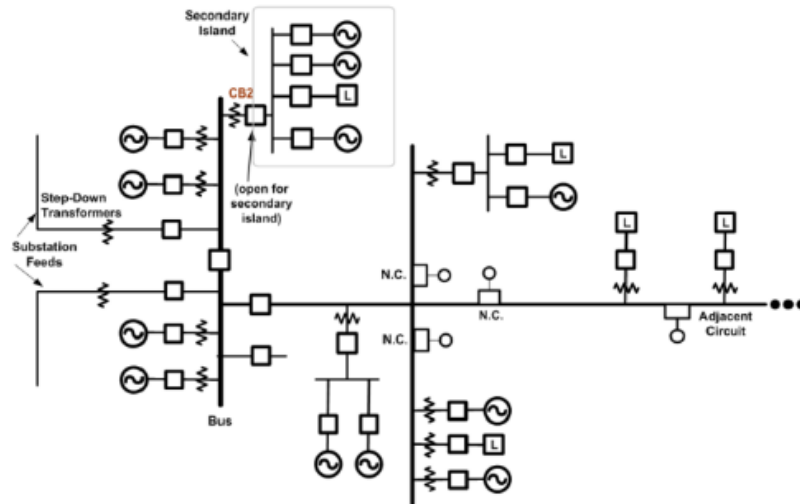 Secondary
Island
CB2
L
(open for
secondary
island)
Step-Down
Transformers
Substation
Feeds
L
L
L
N.C.
N.C.
Adjacent
Circuit
N.C.
Bus
L